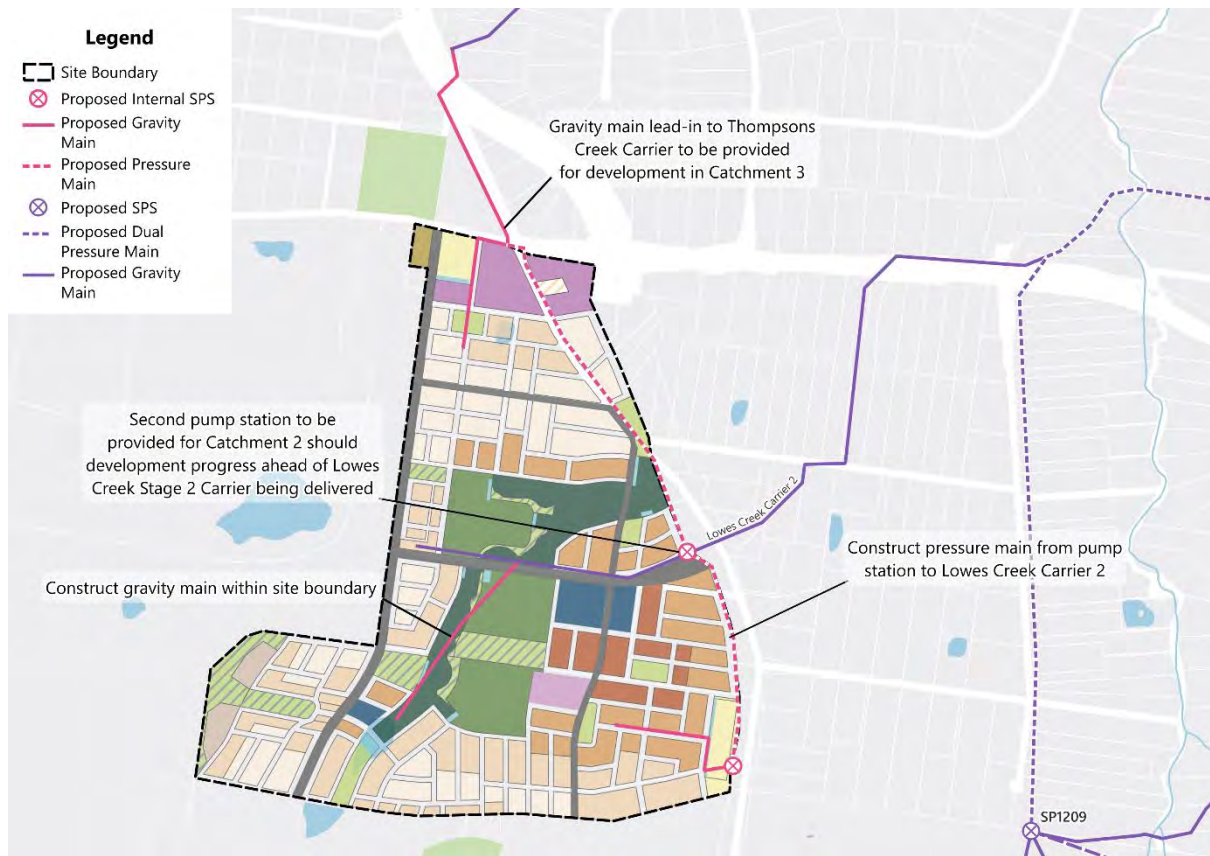 Legend
Site Boundary
Proposed Internal SPS
Proposed Gravity
Main
Proposed Pressure
Main
Proposed SPS
Proposed Dual
Pressure Main
Proposed Gravity
Main
Gravity main lead-in to Thompsons
Creek Carrier to be provided
for development in Catchment 3
Second pump station to be
provided for Catchment 2 should
development progress ahead of Lowes
Creek Stage 2 Carrier being delivered
Lowes Creek Carrier 2
Construct pressure main from pump
station to Lowes Creek Carrier 2
Construct gravity main within site boundary
SP1209